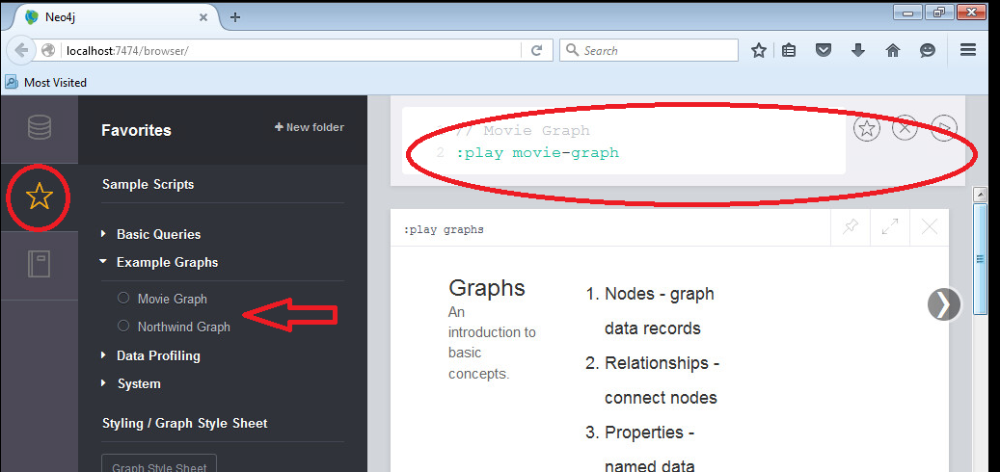 Neo4j
localhost:7474/browser/
Search
Most Visited
Favorites
New folder
Sample Scripts
Basic Queries
Example Graphs
Movie Graph
Northwind Graph
Data Profiling
System
Styling / Graph Style Sheet
Graph Style Sheet
// Movie Graph
2 :play movie-graph
:play graphs
Graphs
An
introduction to
basic
concepts.
1. Nodes - graph
data records
2. Relationships -
connect nodes
3. Properties -
named data